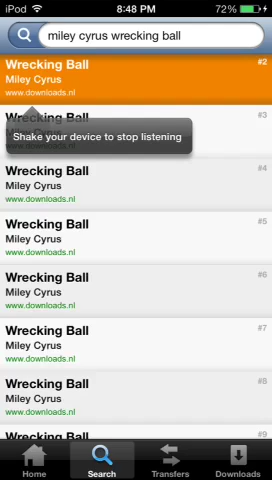 iPod 8:48 PM 72%
miley cyrus wrecking ball
Wrecking Ball #2
Miley Cyrus
www.downloads.nl
Wrecking Ball #3
Shake your device to stop listening
Wrecking Ball #4
Miley Cyrus
www.downloads.nl
Wrecking Ball #5
Miley Cyrus
www.downloads.nl
Wrecking Ball #6
Miley Cyrus
www.downloads.nl
Wrecking Ball #7
Miley Cyrus
www.downloads.nl
Wrecking Ball #8
Miley Cyrus
www.downloads.nl
Wrecking Ball #9
Home Search Transfers Downloads